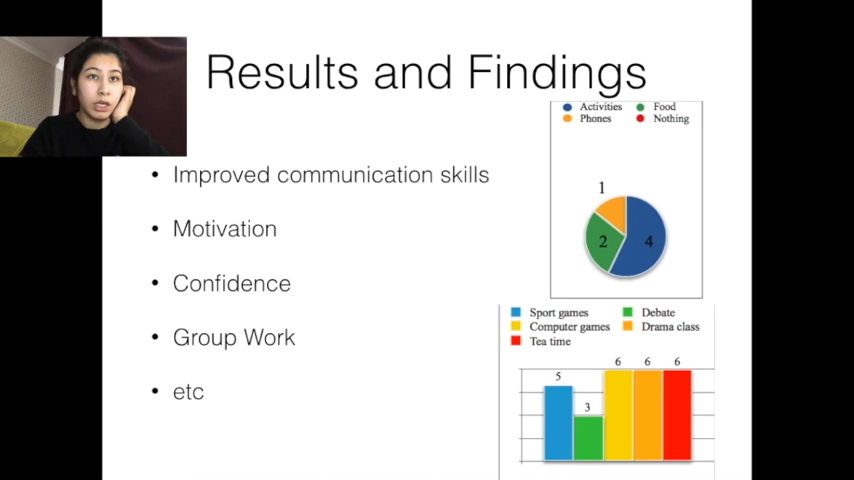 Results and Findings
• Improved communication skills
• Motivation
• Confidence
• Group Work
• etc
Activities Food
Phones Nothing
1
2 4
Sport games Debate
Computer games Drama class
Tea time
5 3 6 6 6